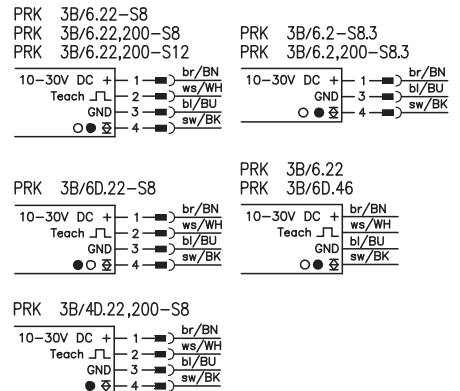 PRK 3B/6.22-S8
PRK 3B/6.22,200-S8
PRK 3B/6.22,200-S12
10-30V DC + 1 br/BN
Teach 2 ws/WH
GND 3 bl/BU
4 sw/BK
PRK 3B/6.2-S8.3
PRK 3B/6.2,200-S8.3
10-30V DC + 1 br/BN
GND 3 bl/BU
4 sw/BK
PRK 3B/6D.22-S8
10-30V DC + 1 br/BN
Teach 2 ws/WH
GND 3 bl/BU
4 sw/BK
PRK 3B/6.22
PRK 3B/6D.46
10-30V DC + br/BN
Teach ws/WH
GND bl/BU
sw/BK
PRK 3B/4D.22,200-S8
10-30V DC + 1 br/BN
Teach 2 ws/WH
GND 3 bl/BU
4 sw/BK